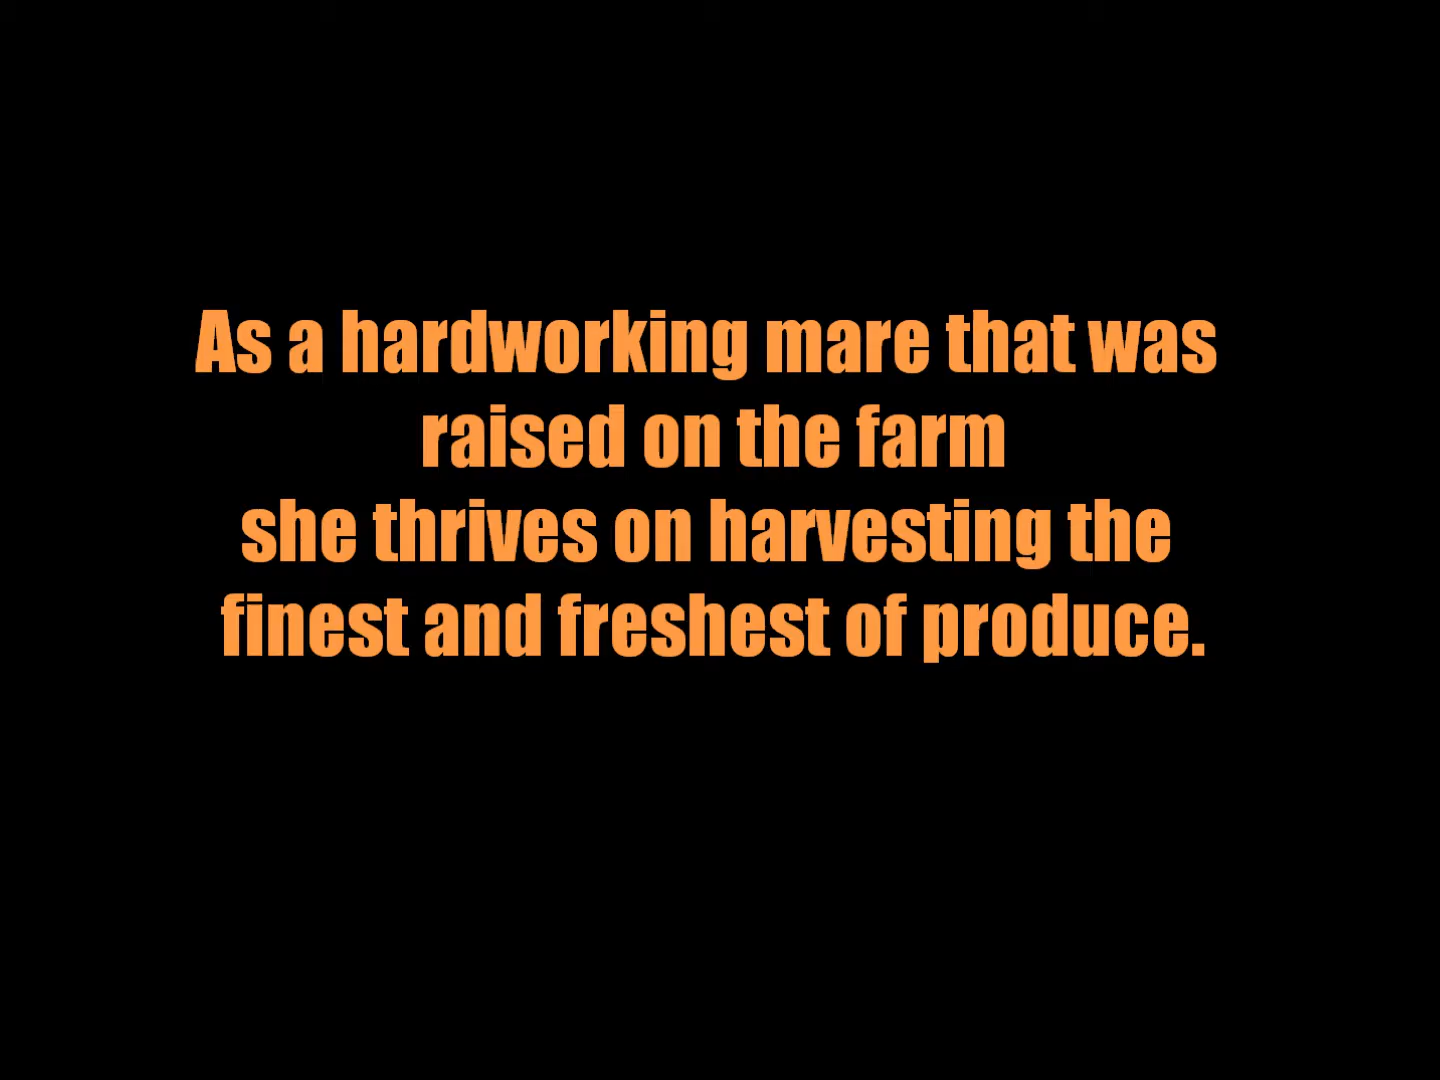 As a hardworking mare that was
raised on the farm
she thrives on harvesting the
finest and freshest of produce.